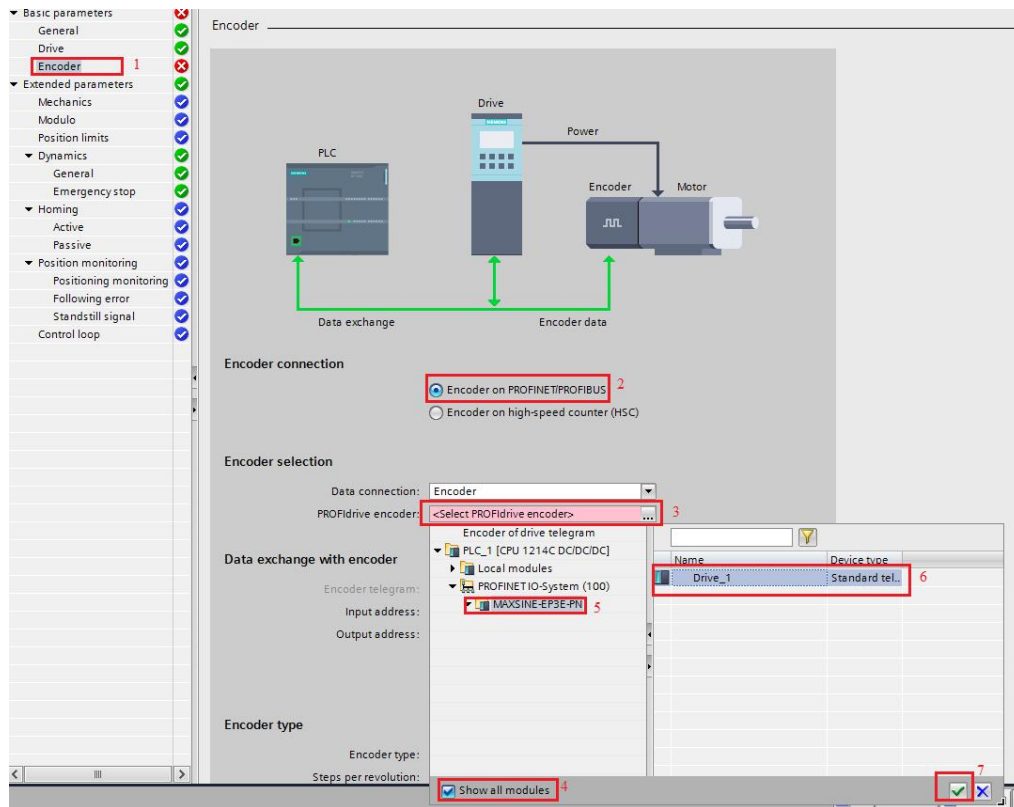 Basic parameters
General
Drive
Encoder 1
Extended parameters
Mechanics
Modulo
Position limits
Dynamics
General
Emergency stop
Homing
Active
Passive
Position monitoring
Positioning monitoring
Following error
Standstill signal
Control loop
Encoder
Drive
Power
PLC
SIEMENS
Encoder Motor
Data exchange Encoder data
Encoder connection
Encoder on PROFINET/PROFIBUS 2
Encoder on high-speed counter (HSC)
Encoder selection
Data connection: Encoder
PROFIdrive encoder: <Select PROFIdrive encoder> ... 3
Encoder of drive telegram
PLC_1 [CPU 1214C DC/DC/DC]
Local modules
PROFINET IO-System (100)
MAXSINE-EP3E-PN 5
Name Device type
Drive_1 Standard tel.. 6
Data exchange with encoder
Encoder telegram:
Input address:
Output address:
Encoder type
Encoder type:
Steps per revolution:
Show all modules 4
7